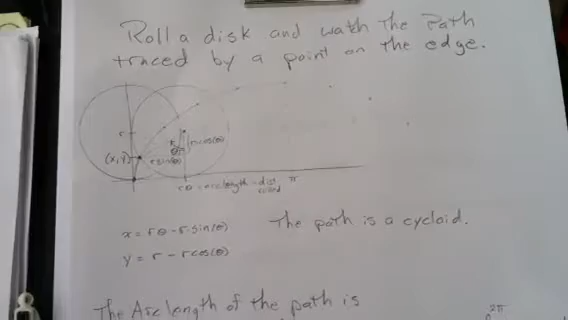 Roll a disk and watch the Path
traced by a point on the edge.
r
(x,y)
r
θ
rcos(θ)
rsin(θ)
rθ = arclength = dist
rolled
π
x = rθ - r sin(θ)
The path is a cycloid.
y = r - rcos(θ)
The Arc length of the path is
2π